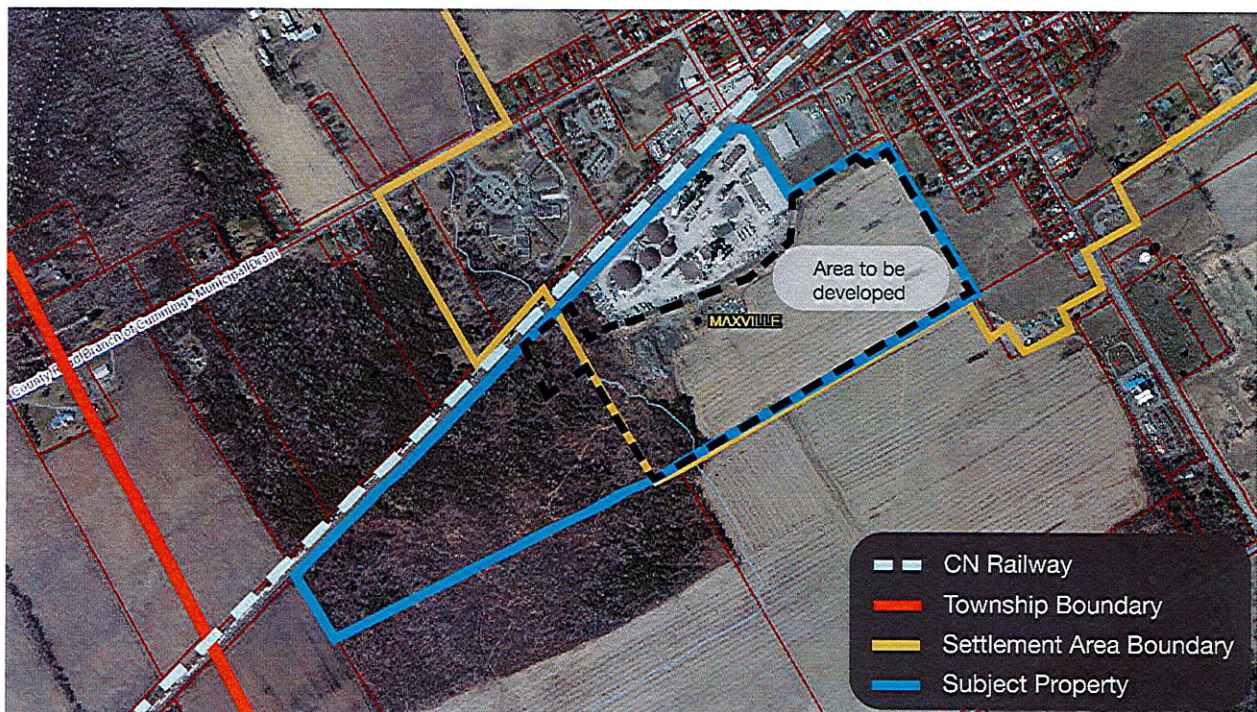 Area to be
developed
MAXVILLE
County Road/Branch of Cumming's Municipal Drain
CN Railway
Township Boundary
Settlement Area Boundary
Subject Property